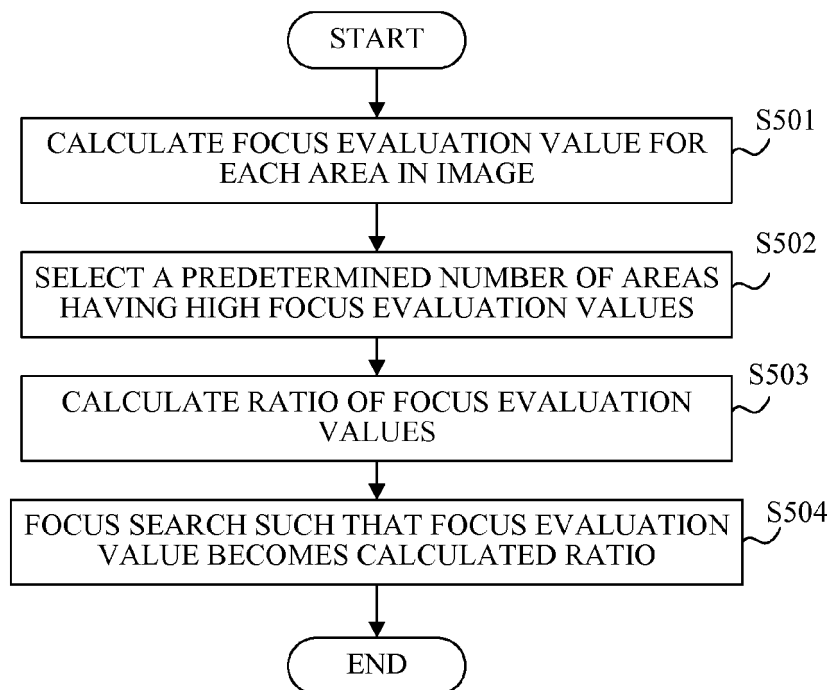 START
S501
CALCULATE FOCUS EVALUATION VALUE FOR
EACH AREA IN IMAGE
S502
SELECT A PREDETERMINED NUMBER OF AREAS
HAVING HIGH FOCUS EVALUATION VALUES
S503
CALCULATE RATIO OF FOCUS EVALUATION
VALUES
S504
FOCUS SEARCH SUCH THAT FOCUS EVALUATION
VALUE BECOMES CALCULATED RATIO
END